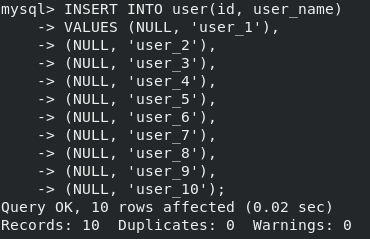 mysql> INSERT INTO user(id, user_name)
    -> VALUES (NULL, 'user_1'),
    -> (NULL, 'user_2'),
    -> (NULL, 'user_3'),
    -> (NULL, 'user_4'),
    -> (NULL, 'user_5'),
    -> (NULL, 'user_6'),
    -> (NULL, 'user_7'),
    -> (NULL, 'user_8'),
    -> (NULL, 'user_9'),
    -> (NULL, 'user_10');
Query OK, 10 rows affected (0.02 sec)
Records: 10  Duplicates: 0  Warnings: 0